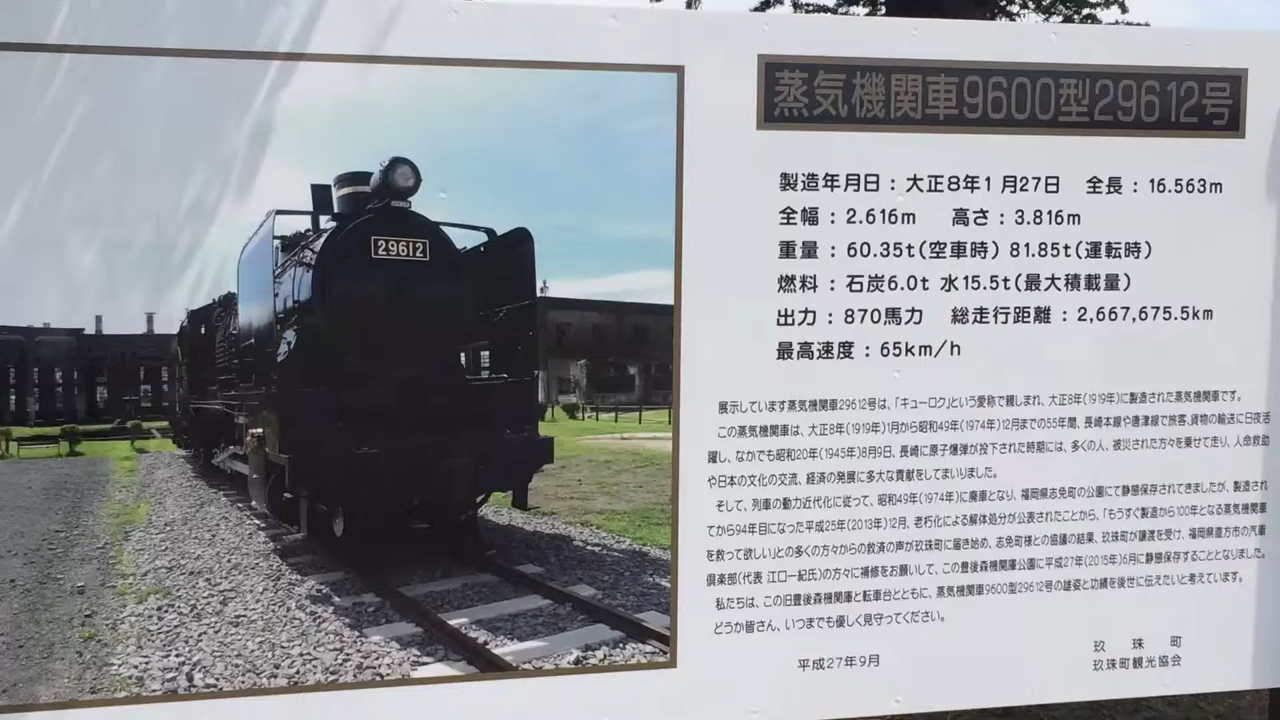 29612
蒸気機関車9600型29612号
製造年月日：大正8年1月27日　全長：16.563m
全幅：2.616m　高さ：3.816m
重量：60.35t(空車時) 81.85t(運転時)
燃料：石炭6.0t 水15.5t(最大積載量)
出力：870馬力　総走行距離：2,667,675.5km
最高速度：65km/h
展示しています蒸気機関車29612号は、「キューロク」という愛称で親しまれ、大正8年(1919年)に製造された蒸気機関車です。
この蒸気機関車は、大正8年(1919年)1月から昭和49年(1974年)12月までの55年間、長崎本線や唐津線で旅客、貨物の輸送に日夜活
躍し、なかでも昭和20年(1945年)8月9日、長崎に原子爆弾が投下された時期には、多くの人、被災された方々を乗せて走り、人命救助
や日本の文化の交流、経済の発展に多大な貢献をしてまいりました。
そして、列車の動力近代化に従って、昭和49年(1974年)に廃車となり、福岡県志免町の公園にて静態保存されてきましたが、製造され
てから94年目になった平成25年(2013年)12月、老朽化による解体処分が公表されたことから、「もうすぐ製造から100年となる蒸気機関車
を救って欲しい」との多くの方々からの救済の声が玖珠町に届き始め、志免町様との協議の結果、玖珠町が譲渡を受け、福岡県直方市の汽車
倶楽部(代表 江口一紀氏)の方々に補修をお願いして、この豊後森機関庫公園に平成27年(2015年)6月に静態保存することとなりました。
私たちは、この旧豊後森機関庫と転車台とともに、蒸気機関車9600型29612号の雄姿と功績を後世に伝えたいと考えています。
どうか皆さん、いつまでも優しく見守ってください。
平成27年9月
玖珠町
玖珠町観光協会